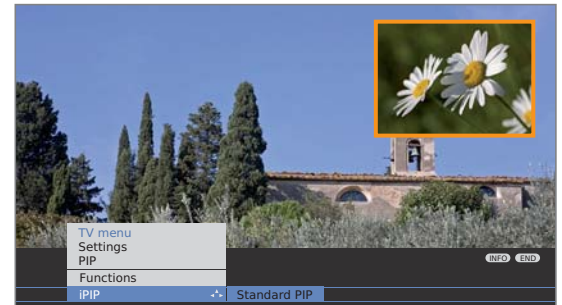 TV menu
Settings
PIP
INFO END
Functions
iPIP Standard PIP